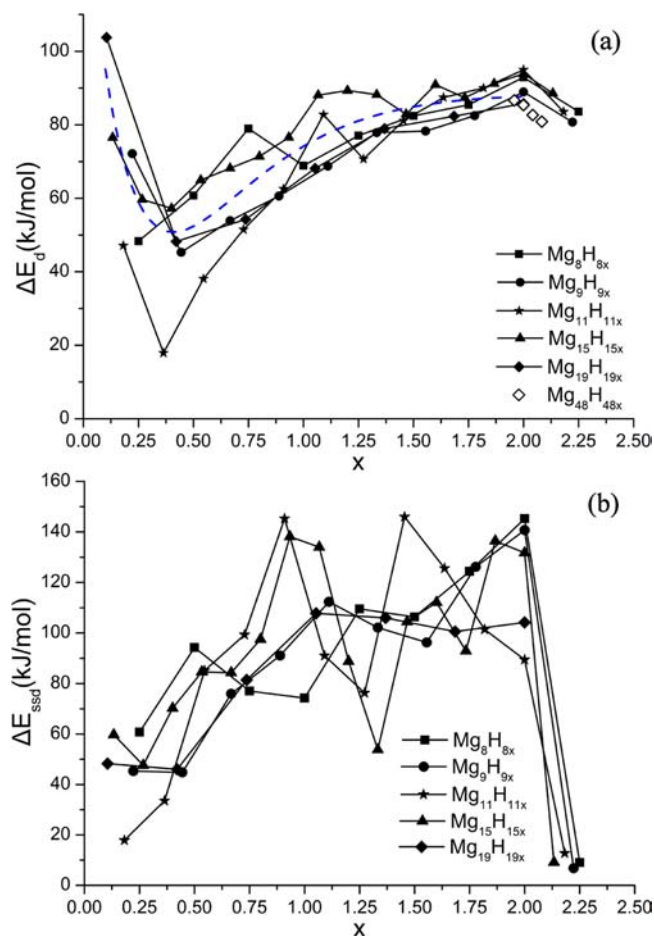 (a)
100
80
60
40
20
0
ΔE_d(kJ/mol)
Mg₈H₈ₓ
Mg₉H₉ₓ
Mg₁₁H₁₁ₓ
Mg₁₅H₁₅ₓ
Mg₁₉H₁₉ₓ
Mg₄₈H₄₈ₓ
0.00 0.25 0.50 0.75 1.00 1.25 1.50 1.75 2.00 2.25 2.50
x
(b)
160
140
120
100
80
60
40
20
0
ΔE_ssd(kJ/mol)
Mg₈H₈ₓ
Mg₉H₉ₓ
Mg₁₁H₁₁ₓ
Mg₁₅H₁₅ₓ
Mg₁₉H₁₉ₓ
0.00 0.25 0.50 0.75 1.00 1.25 1.50 1.75 2.00 2.25 2.50
x